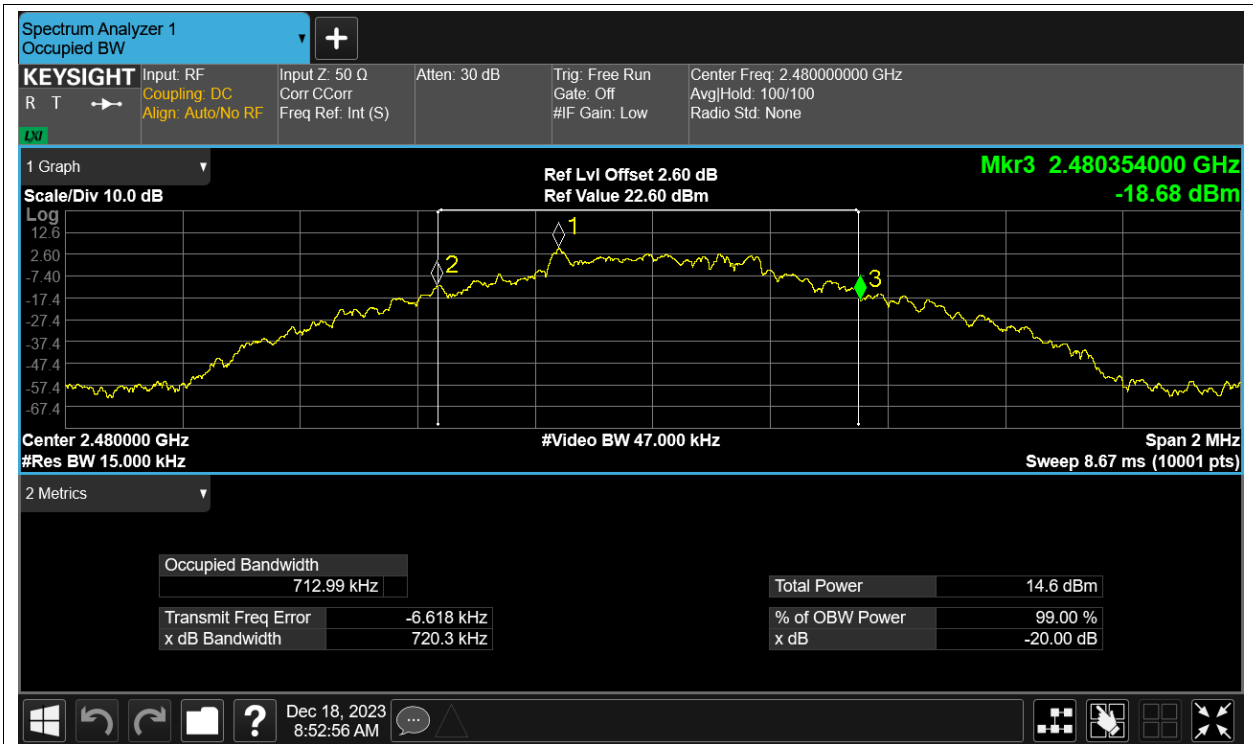 Spectrum Analyzer 1
Occupied BW
KEYSIGHT
R T
LXI
Input: RF
Coupling: DC
Align: Auto/No RF
Input Z: 50 Ω
Corr CCorr
Freq Ref: Int (S)
Atten: 30 dB
Trig: Free Run
Gate: Off
#IF Gain: Low
Center Freq: 2.480000000 GHz
Avg|Hold: 100/100
Radio Std: None
1 Graph
Scale/Div 10.0 dB
Ref Lvl Offset 2.60 dB
Ref Value 22.60 dBm
Mkr3 2.480354000 GHz
-18.68 dBm
Log
12.6
2.60
-7.40
-17.4
-27.4
-37.4
-47.4
-57.4
-67.4
1
2
3
Center 2.480000 GHz
#Video BW 47.000 kHz
Span 2 MHz
#Res BW 15.000 kHz
Sweep 8.67 ms (10001 pts)
2 Metrics
Occupied Bandwidth
712.99 kHz
Transmit Freq Error -6.618 kHz
x dB Bandwidth 720.3 kHz
Total Power 14.6 dBm
% of OBW Power 99.00 %
x dB -20.00 dB
?
Dec 18, 2023
8:52:56 AM